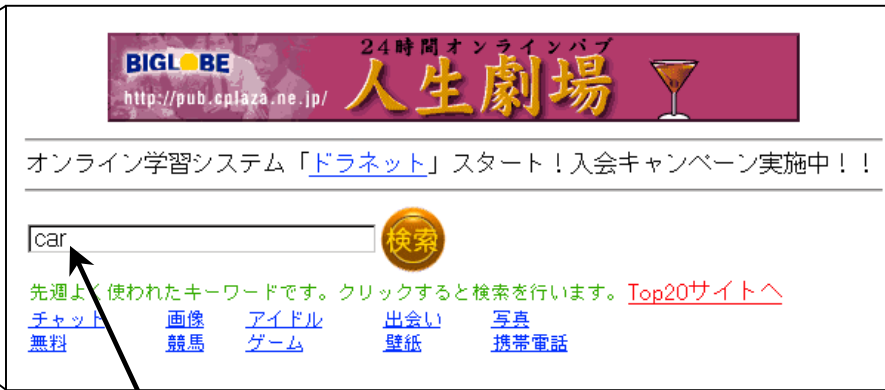 24時間オンラインパブ
BIGLOBE
人生劇場
http://pub.cplaza.ne.jp/
オンライン学習システム「ドラネット」スタート！入会キャンペーン実施中！！
car 検索
先週よく使われたキーワードです。クリックすると検索を行います。 Top20サイトへ
チャット 画像 アイドル 出会い 写真
無料 競馬 ゲーム 壁紙 携帯電話